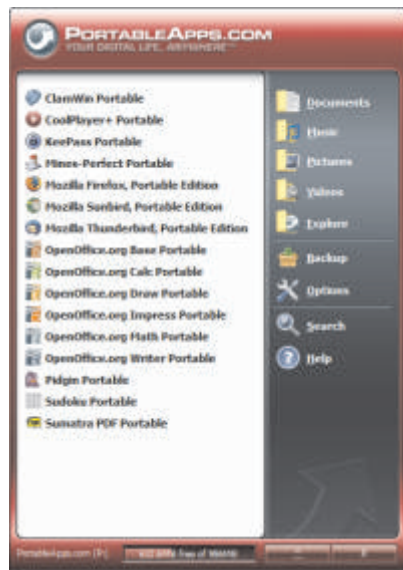 PORTABLEAPPS.COM
YOUR DIGITAL LIFE, ANYWHERE™
ClamWin Portable
CoolPlayer+ Portable
KeePass Portable
Mines-Perfect Portable
Mozilla Firefox, Portable Edition
Mozilla Sunbird, Portable Edition
Mozilla Thunderbird, Portable Edition
OpenOffice.org Base Portable
OpenOffice.org Calc Portable
OpenOffice.org Draw Portable
OpenOffice.org Impress Portable
OpenOffice.org Math Portable
OpenOffice.org Writer Portable
Pidgin Portable
Sudoku Portable
Sumatra PDF Portable
Documents
Music
Pictures
Videos
Explore
Backup
Options
Search
Help
PortableApps.com
free of